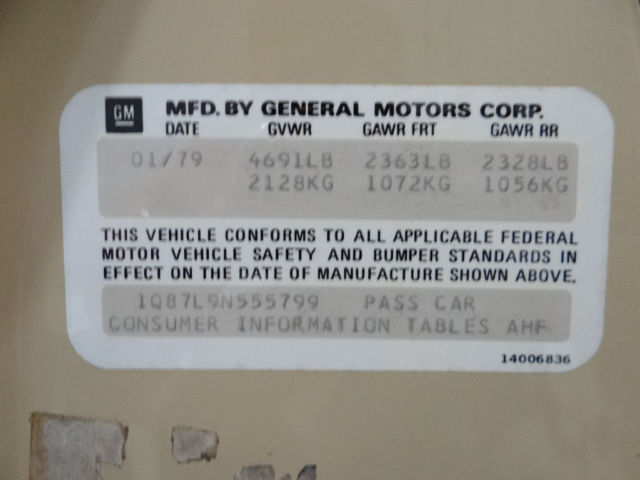 GM MFD. BY GENERAL MOTORS CORP.
DATE GVWR GAWR FRT GAWR RR
01/79 4691LB 2363LB 2328LB
2128KG 1072KG 1056KG
THIS VEHICLE CONFORMS TO ALL APPLICABLE FEDERAL
MOTOR VEHICLE SAFETY AND BUMPER STANDARDS IN
EFFECT ON THE DATE OF MANUFACTURE SHOWN ABOVE.
1Q87L9N555799 PASS CAR
CONSUMER INFORMATION TABLES AHF
14006836